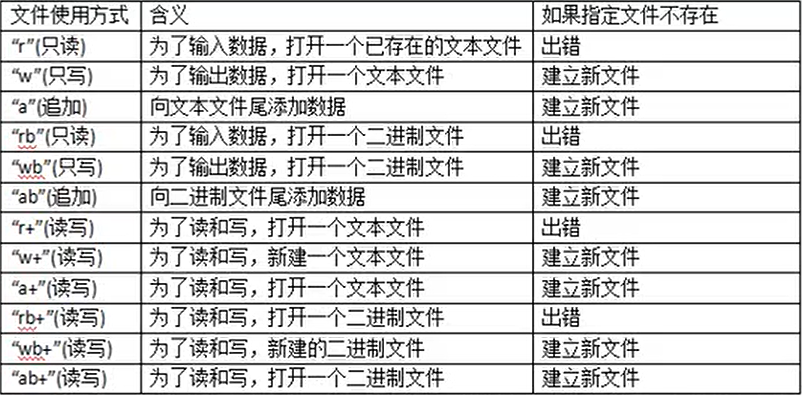 文件使用方式 含义 如果指定文件不存在
“r”(只读) 为了输入数据，打开一个已存在的文本文件 出错
“w”(只写) 为了输出数据，打开一个文本文件 建立新文件
“a”(追加) 向文本文件尾添加数据 建立新文件
“rb”(只读) 为了输入数据，打开一个二进制文件 出错
“wb”(只写) 为了输出数据，打开一个二进制文件 建立新文件
“ab”(追加) 向二进制文件尾添加数据 建立新文件
“r+”(读写) 为了读和写，打开一个文本文件 出错
“w+”(读写) 为了读和写，新建一个文本文件 建立新文件
“a+”(读写) 为了读和写，打开一个文本文件 建立新文件
“rb+”(读写) 为了读和写，打开一个二进制文件 出错
“wb+”(读写) 为了读和写，新建的二进制文件 建立新文件
“ab+”(读写) 为了读和写，打开一个二进制文件 建立新文件